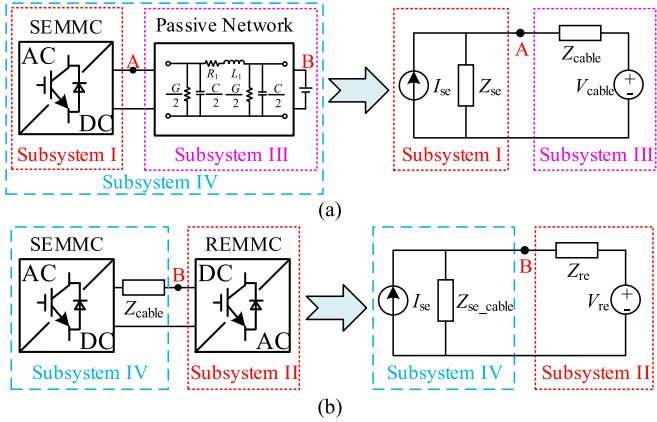 SEMMC
Passive Network
AC
DC
A
R1
L1
G/2
C/2
G/2
C/2
B
Subsystem I
Subsystem III
Subsystem IV
Ise
Zse
A
Zcable
Vcable
Subsystem I
Subsystem III
(a)
SEMMC
REMMC
AC
DC
Zcable
B
DC
AC
Subsystem IV
Subsystem II
Ise
Zse_cable
B
Zre
Vre
Subsystem IV
Subsystem II
(b)